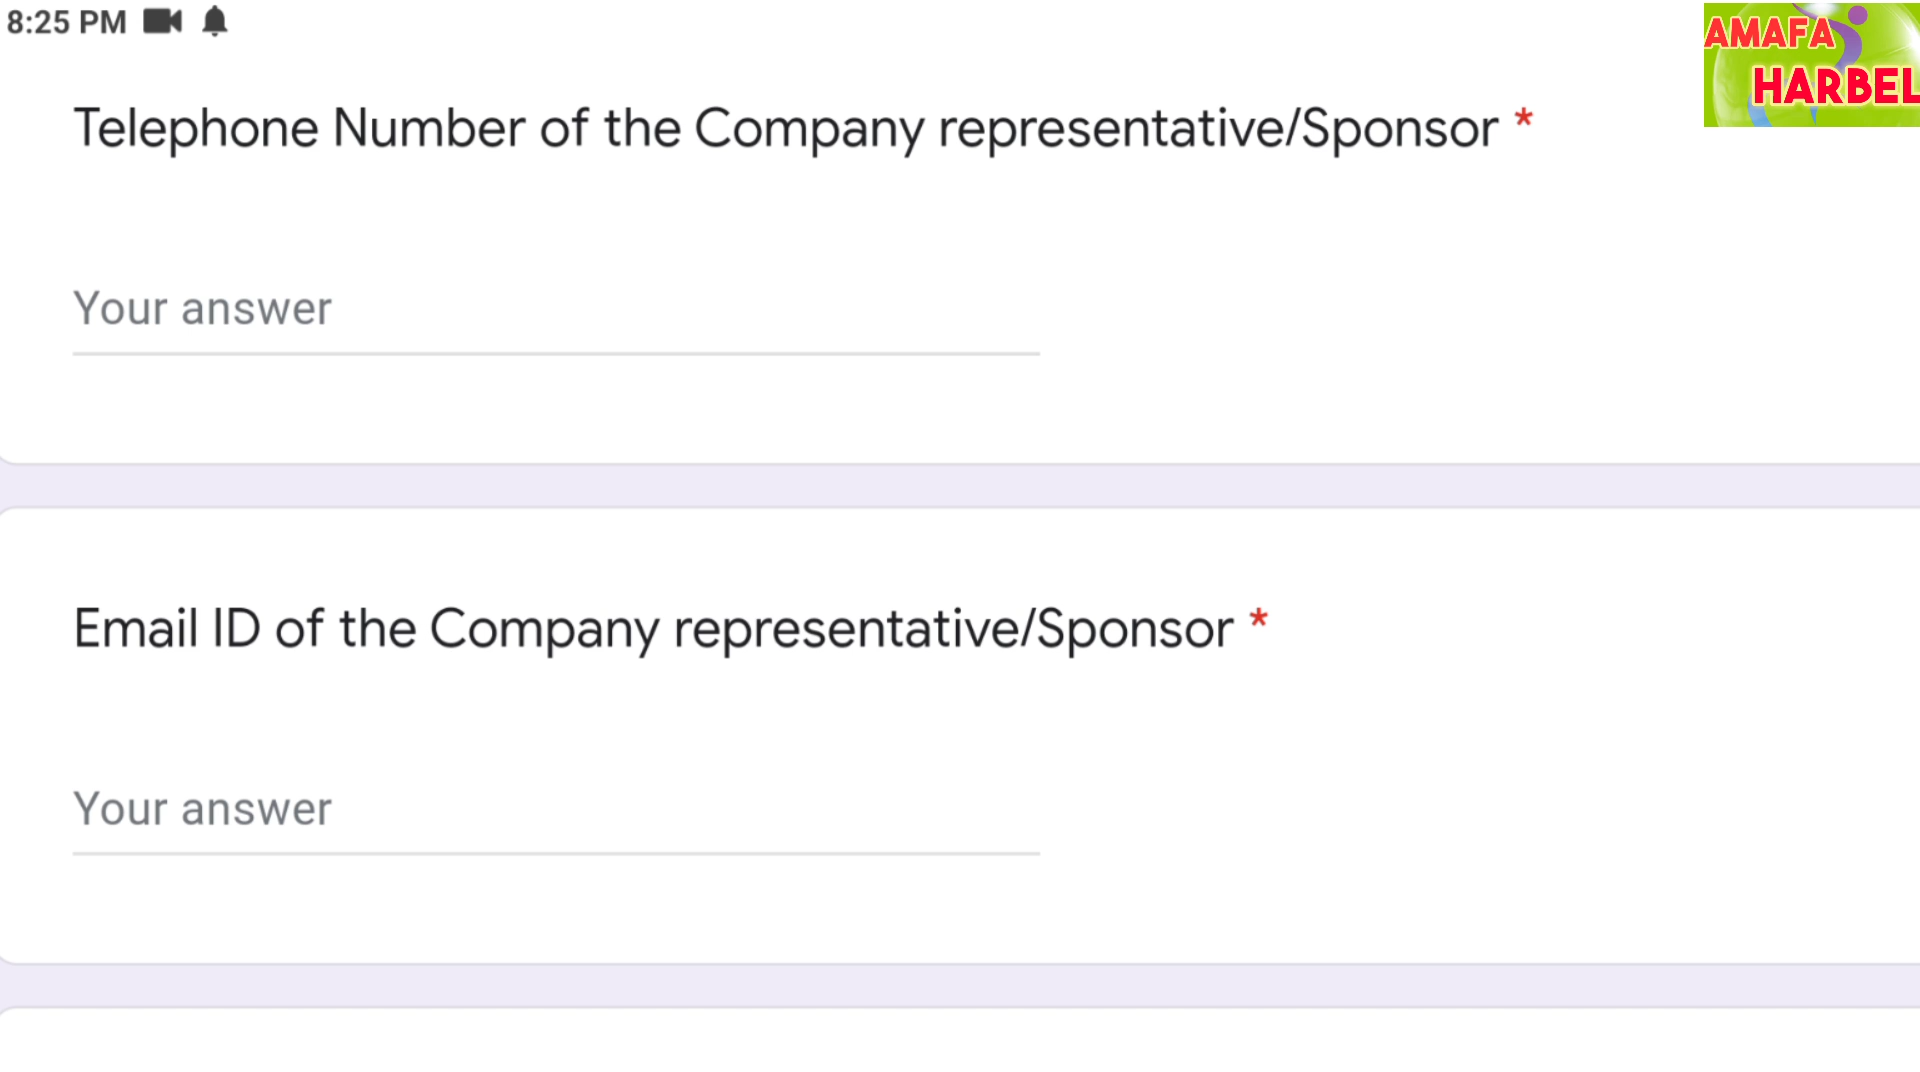 8:25 PM
AMAFA
HARBEL
Telephone Number of the Company representative/Sponsor *
Your answer
Email ID of the Company representative/Sponsor *
Your answer